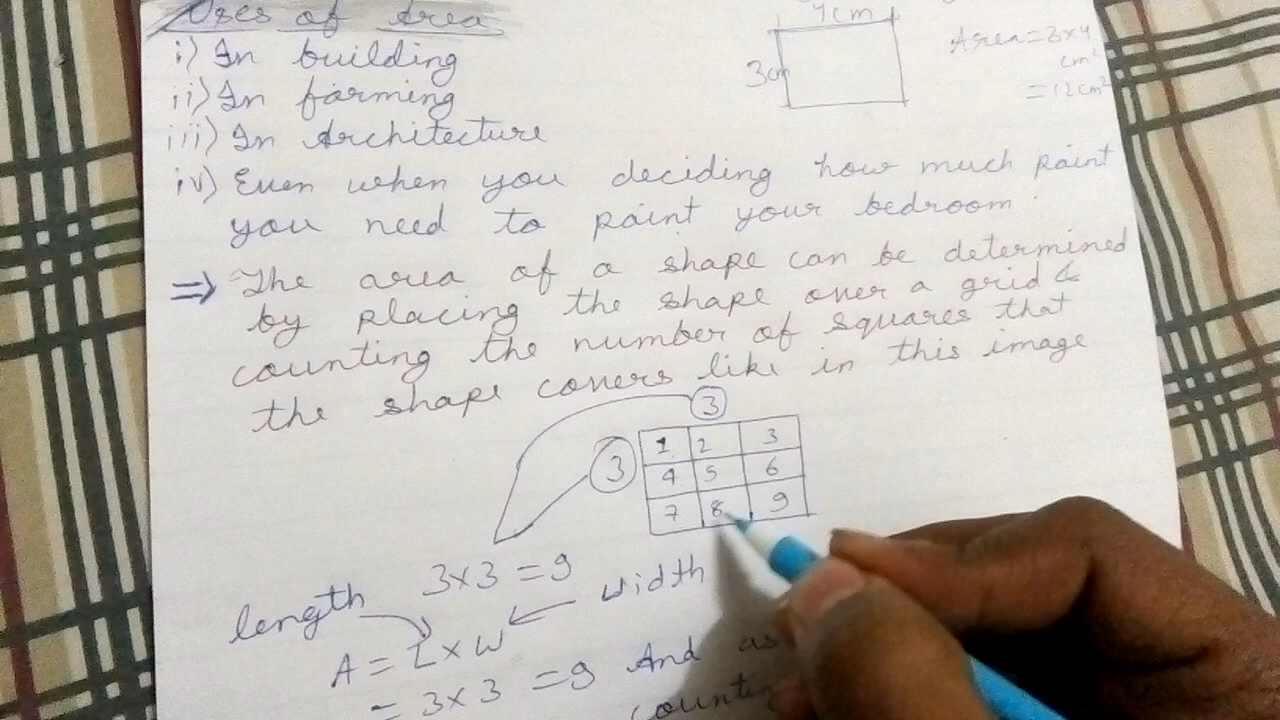 Uses of Area
i) In building
ii) In farming
iii) In Architecture
iv) Even when you deciding how much paint
you need to paint your bedroom.
4cm
3cm
Area = 3×4
cm²
= 12cm²
⇒ The area of a shape can be determined
by placing the shape over a grid &
counting the number of squares that
the shape covers like in this image
3
3
1 2 3
4 5 6
7 8 9
3×3 = 9
length
width
A = L×W
= 3×3 = 9 And as
counting